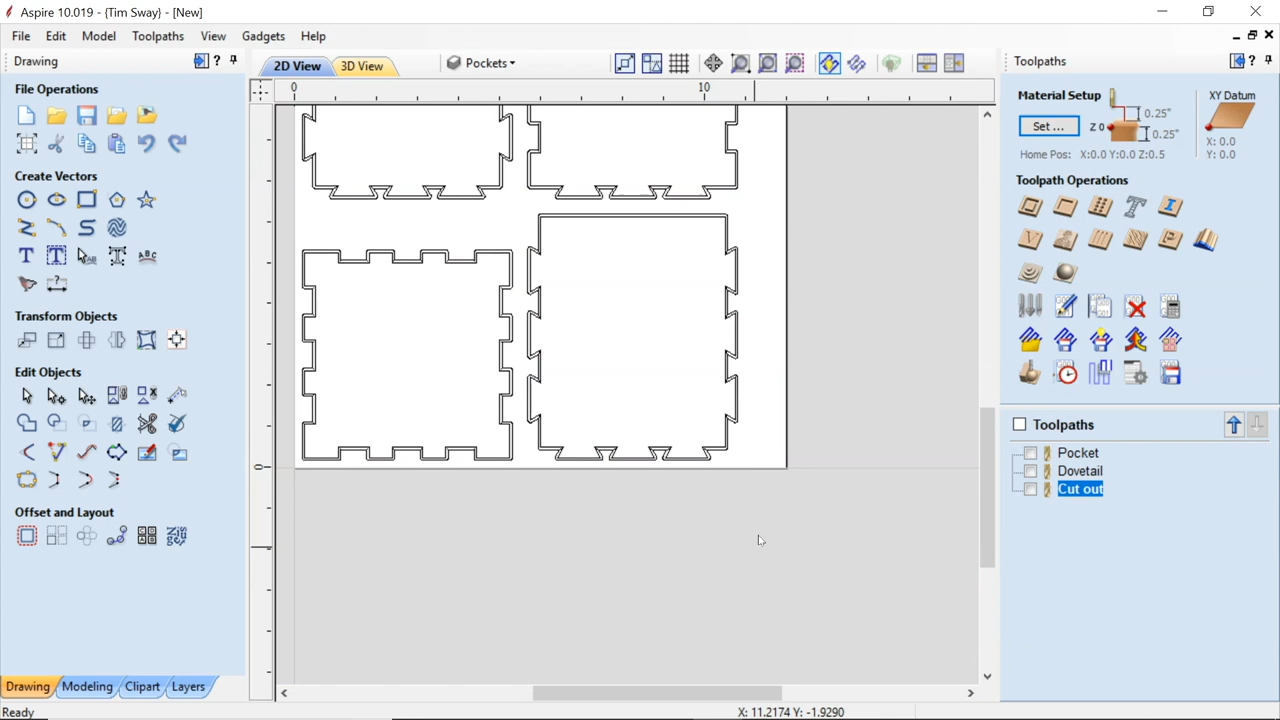 Aspire 10.019 - {Tim Sway} - [New]
File Edit Model Toolpaths View Gadgets Help
Drawing
File Operations
Create Vectors
Transform Objects
Edit Objects
Offset and Layout
Drawing Modeling Clipart Layers
Ready
2D View 3D View
Pockets
0 10
0
X: 11.2174 Y: -1.9290
Toolpaths
Material Setup
Set ...
Z 0
0.25"
0.25"
XY Datum
X: 0.0
Y: 0.0
Home Pos: X:0.0 Y:0.0 Z:0.5
Toolpath Operations
Toolpaths
Pocket
Dovetail
Cut out